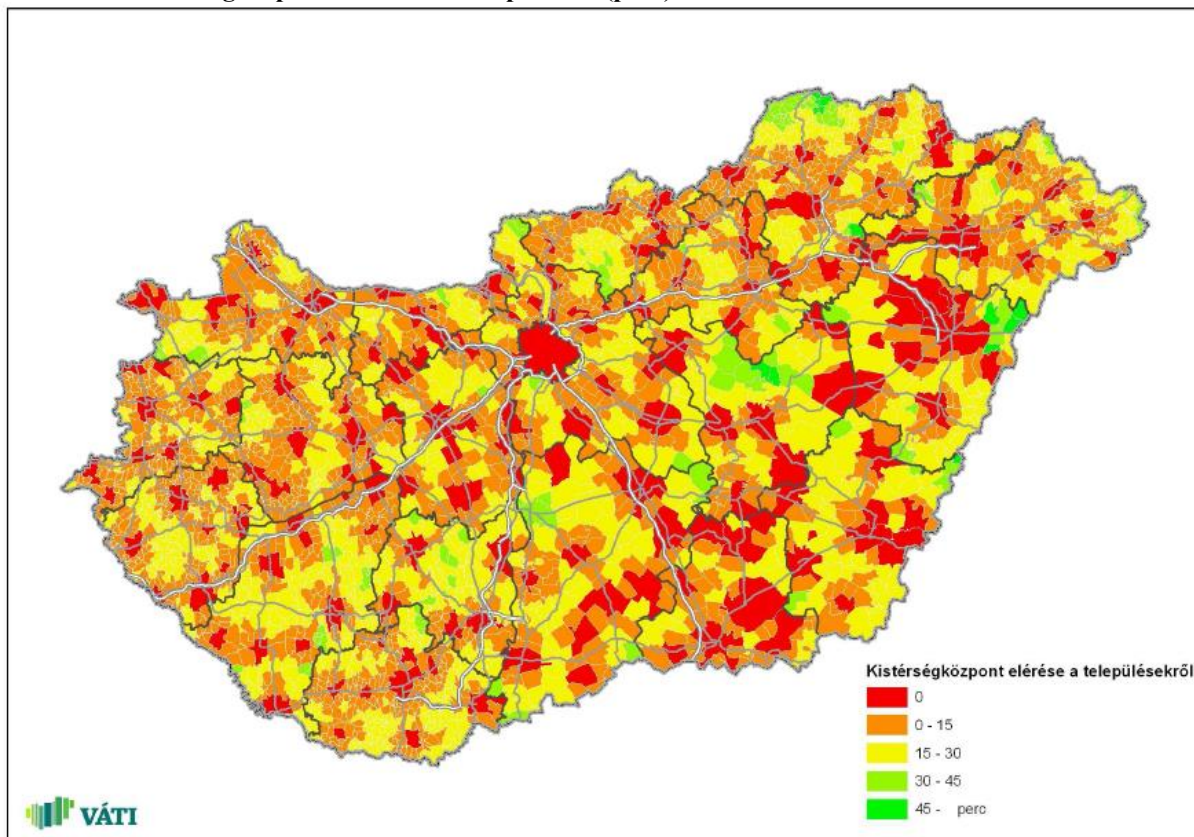 Kistérségközpont elérése a településekről
0
0 - 15
15 - 30
30 - 45
45 - perc
VÁTI